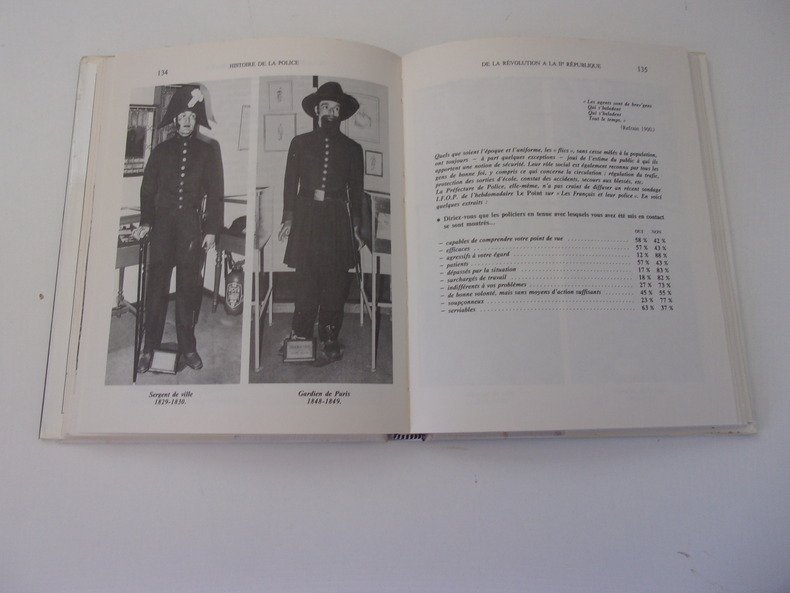 134
HISTOIRE DE LA POLICE
Sergent de ville
1829-1830.
Gardien de Paris
1848-1849.
DE LA RÉVOLUTION A LA IIe RÉPUBLIQUE
135
« Les agents sont de brav'gens
Qui s'baladent
Qui s'baladent
Tout le temps. »
(Refrain 1900.)
Quels que soient l'époque et l'uniforme, les « flics », sans cesse mêlés à la population,
ont toujours — à part quelques exceptions — joui de l'estime du public à qui ils
apportent une notion de sécurité. Leur rôle social est également reconnu par tous les
gens de bonne foi, y compris ce qui concerne la circulation : régulation du trafic,
protection des sorties d'école, constat des accidents, secours aux blessés, etc.
La Préfecture de Police, elle-même, n'a pas craint de diffuser un récent sondage
I.F.O.P. de l'hebdomadaire Le Point sur « Les Français et leur police ». En voici
quelques extraits :
● Diriez-vous que les policiers en tenue avec lesquels vous avez été mis en contact
se sont montrés...
OUI NON
— capables de comprendre votre point de vue 58 % 42 %
— efficaces 57 % 43 %
— agressifs à votre égard 12 % 88 %
— patients 57 % 43 %
— dépassés par la situation 17 % 83 %
— surchargés de travail 18 % 82 %
— indifférents à vos problèmes 27 % 73 %
— de bonne volonté, mais sans moyens d'action suffisants 45 % 55 %
— soupçonneux 23 % 77 %
— serviables 63 % 37 %